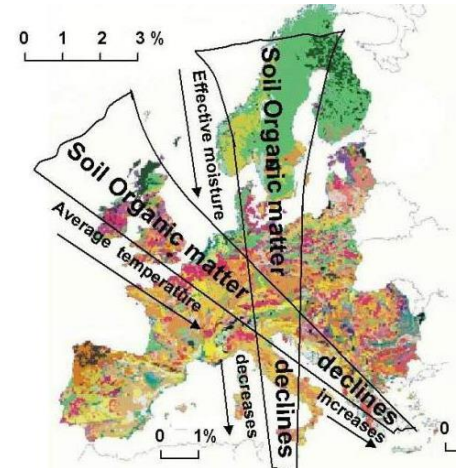 0 1 2 3 %
Effective moisture
decreases
Soil Organic matter
declines
Soil Organic matter
declines
Average temperature
increases
0 1%
0